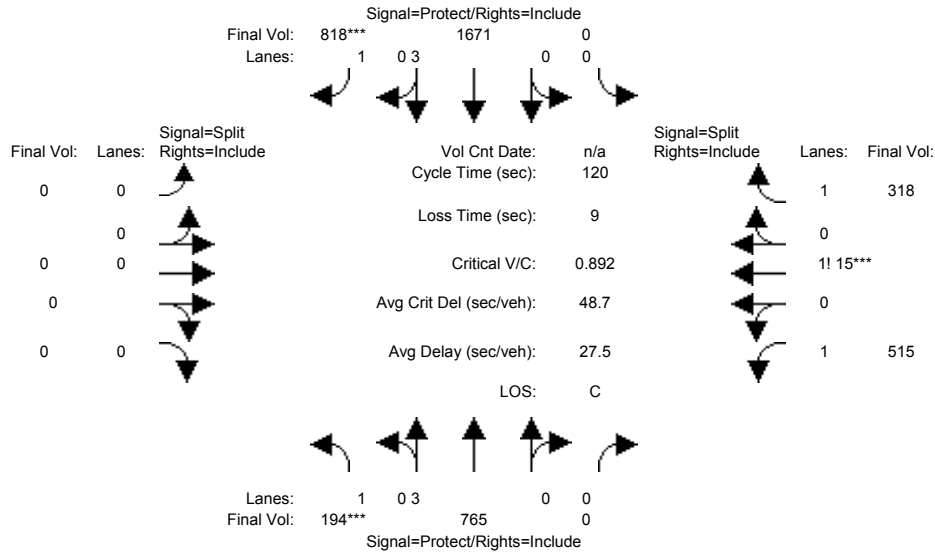 Signal=Protect/Rights=Include
Final Vol: 818*** 1671 0
Lanes: 1 0 3 0 0
Signal=Split Signal=Split
Final Vol: Lanes: Rights=Include Vol Cnt Date: n/a Rights=Include Lanes: Final Vol:
Cycle Time (sec): 120
0 0 1 318
Loss Time (sec): 9
0 0
0 0 Critical V/C: 0.892 1! 15***
0 Avg Crit Del (sec/veh): 48.7 0
0 0 Avg Delay (sec/veh): 27.5 1 515
LOS: C
Lanes: 1 0 3 0 0
Final Vol: 194*** 765 0
Signal=Protect/Rights=Include